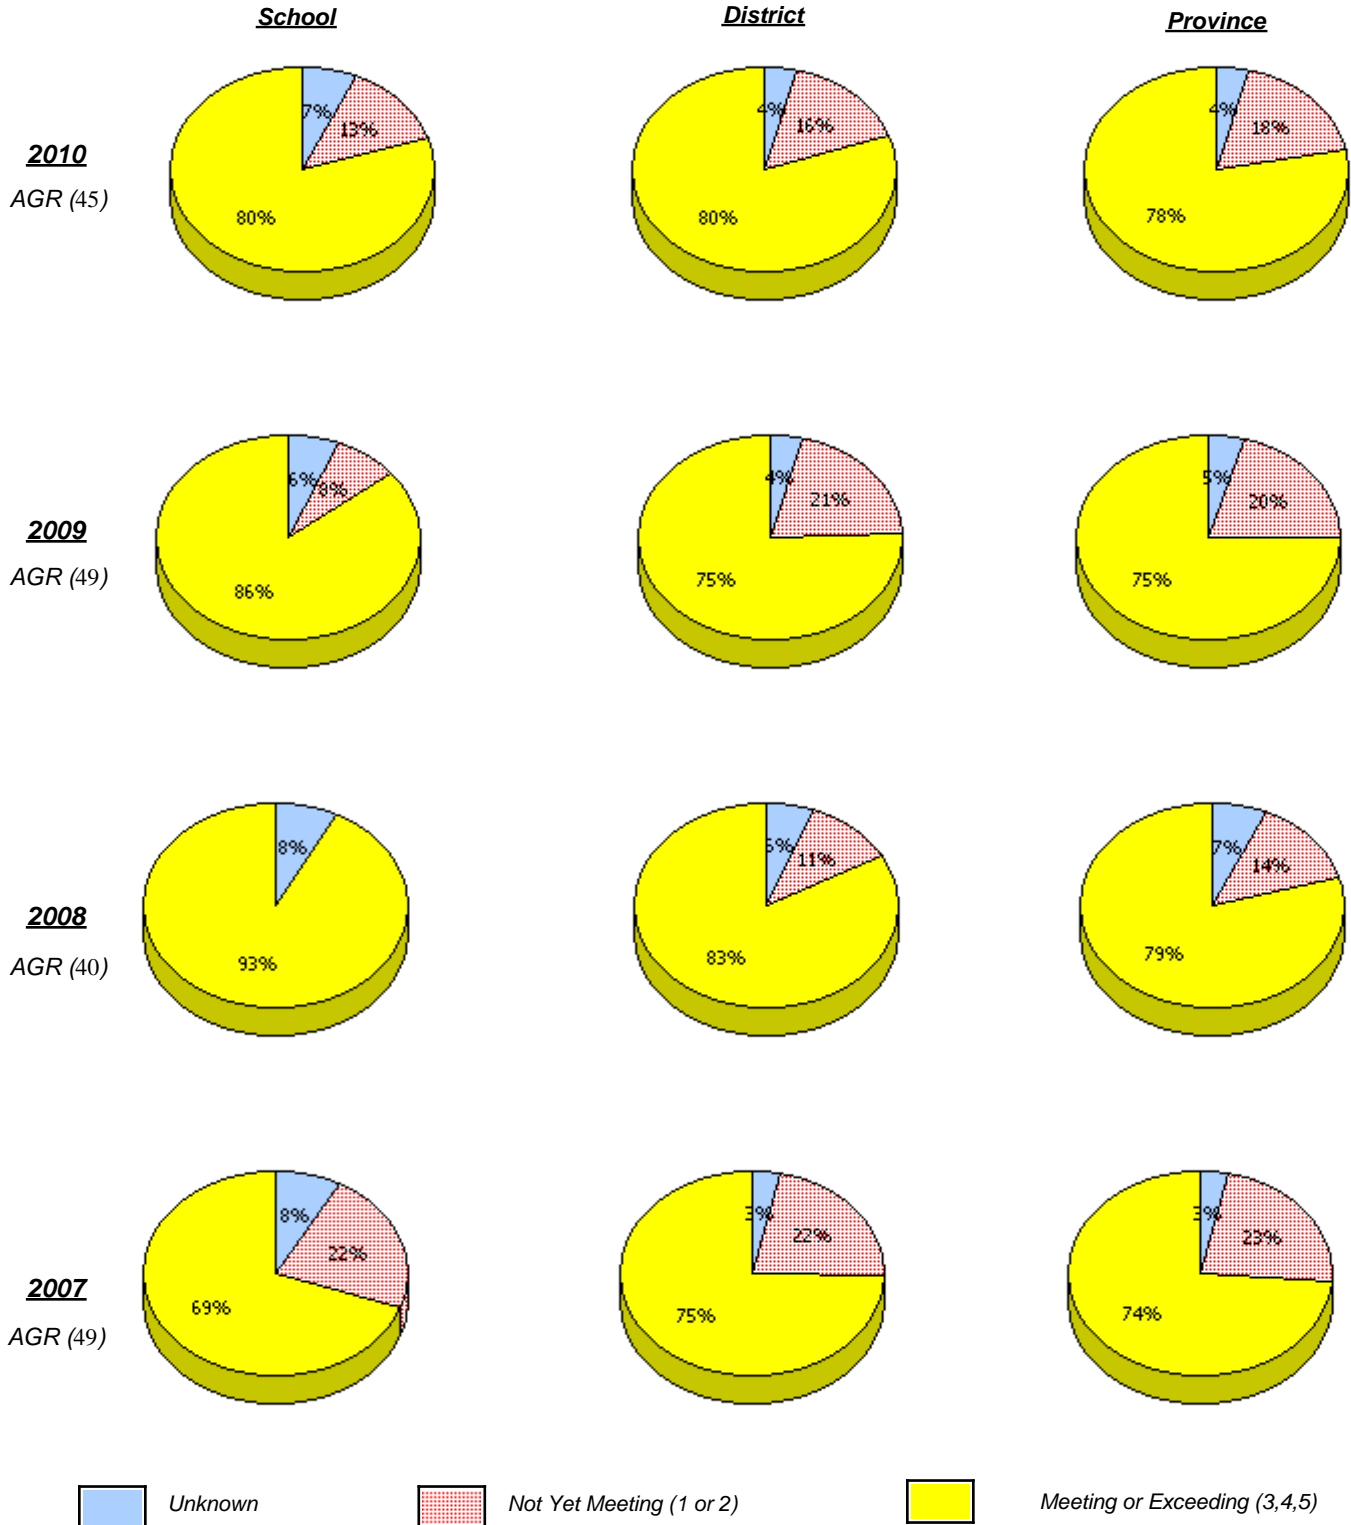 School District Province
7% 13% 80% 4% 16% 80% 4% 18% 78%
2010
AGR (45)
6% 8% 86% 4% 21% 75% 5% 20% 75%
2009
AGR (49)
8% 93% 11% 83% 7% 14% 79%
2008
AGR (40)
8% 22% 69% 3% 22% 75% 3% 23% 74%
2007
AGR (49)
Unknown Not Yet Meeting (1 or 2) Meeting or Exceeding (3,4,5)